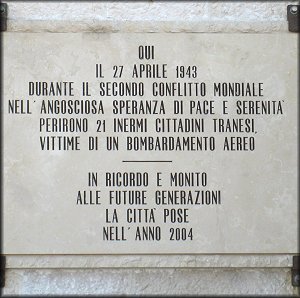 QUI
IL 27 APRILE 1943
DURANTE IL SECONDO CONFLITTO MONDIALE
NELL'ANGOSCIOSA SPERANZA DI PACE E SERENITÀ
PERIRONO 21 INERMI CITTADINI TRANESI,
VITTIME DI UN BOMBARDAMENTO AEREO
IN RICORDO E MONITO
ALLE FUTURE GENERAZIONI
LA CITTÀ POSE
NELL'ANNO 2004